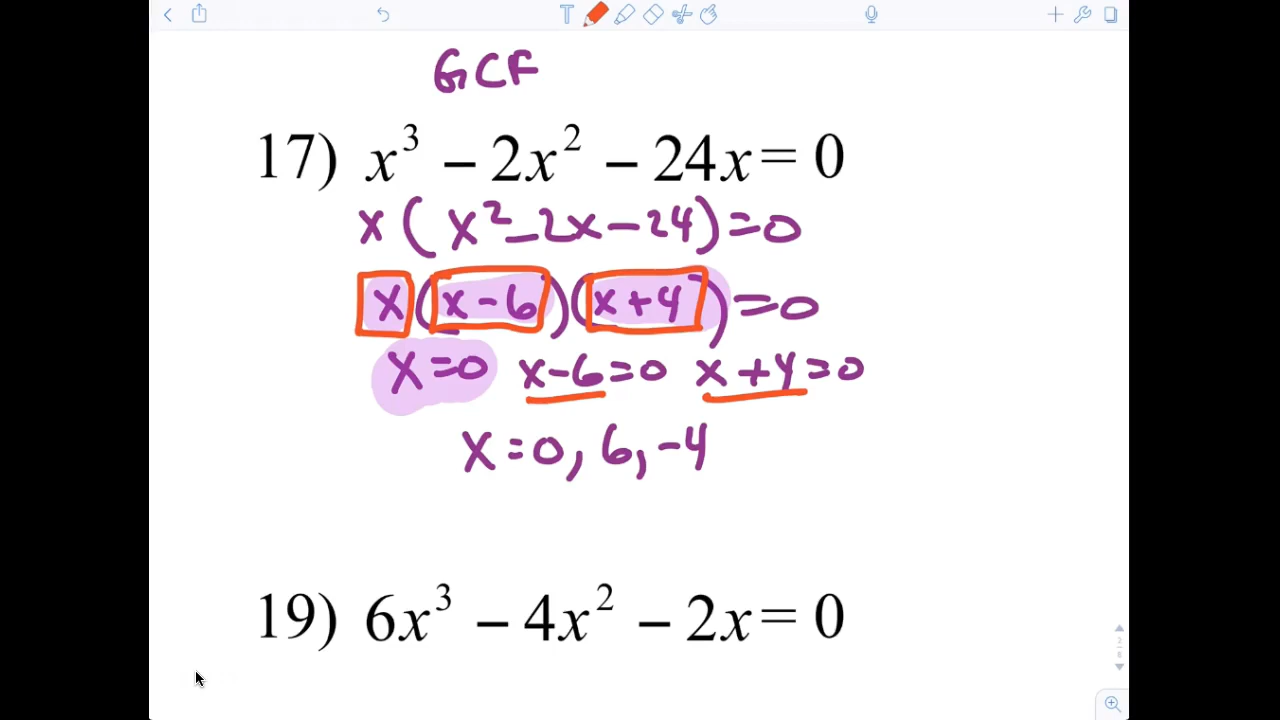 GCF
17) x³ − 2x² − 24x = 0
x(x²−2x−24)=0
x(x−6)(x+4)=0
x=0 x−6=0 x+4=0
x=0, 6, −4
19) 6x³ − 4x² − 2x = 0